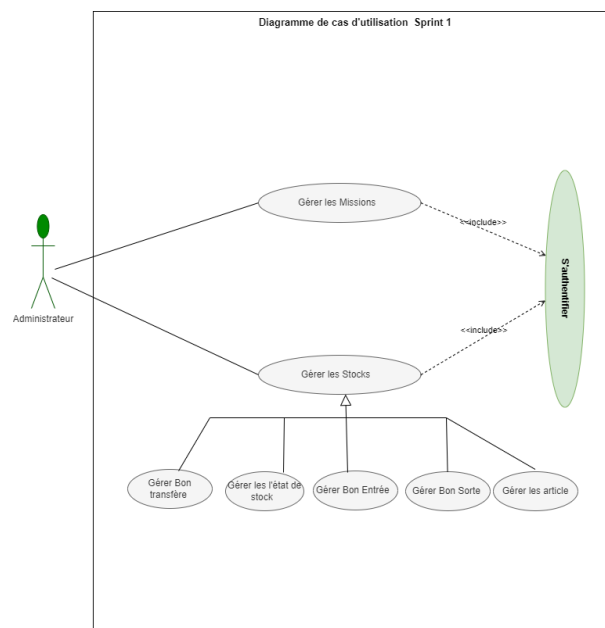 Diagramme de cas d'utilisation  Sprint 1
Gérer les Missions
<<include>>
S'authentifier
Administrateur
<<include>>
Gérer les Stocks
Gérer Bon
transfère
Gérer les l'état de
stock
Gérer Bon Entrée
Gérer Bon Sorte
Gérer les article